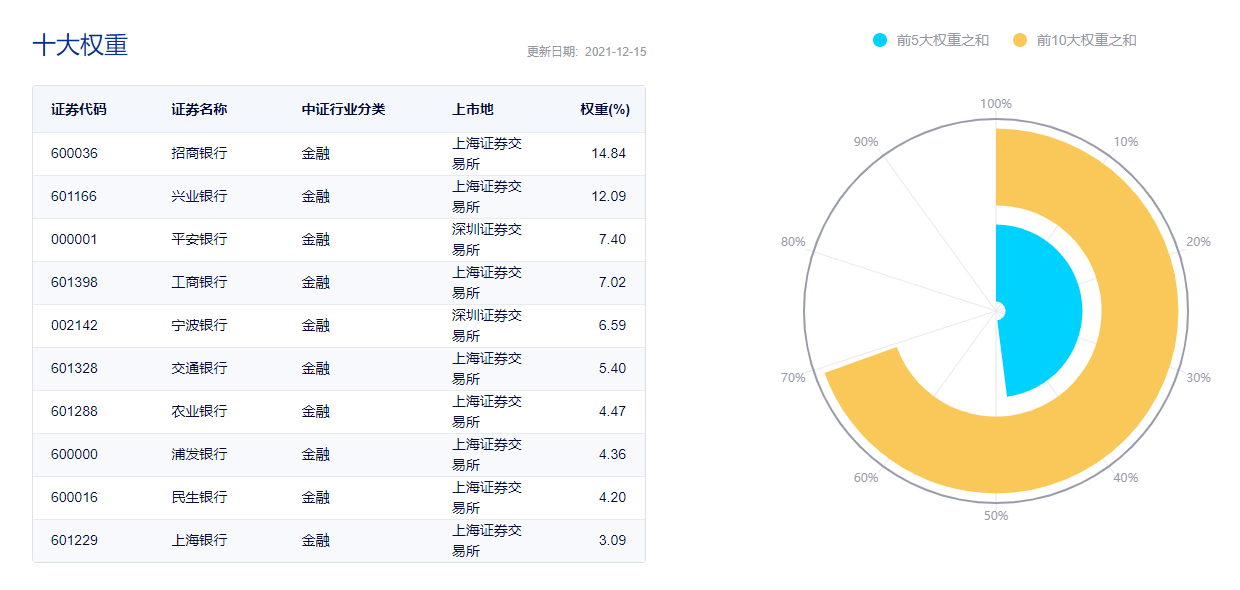 十大权重
更新日期: 2021-12-15
证券代码 证券名称 中证行业分类 上市地 权重(%)
600036 招商银行 金融 上海证券交易所 14.84
601166 兴业银行 金融 上海证券交易所 12.09
000001 平安银行 金融 深圳证券交易所 7.40
601398 工商银行 金融 上海证券交易所 7.02
002142 宁波银行 金融 深圳证券交易所 6.59
601328 交通银行 金融 上海证券交易所 5.40
601288 农业银行 金融 上海证券交易所 4.47
600000 浦发银行 金融 上海证券交易所 4.36
600016 民生银行 金融 上海证券交易所 4.20
601229 上海银行 金融 上海证券交易所 3.09
前5大权重之和 前10大权重之和
100%
90% 10%
80% 20%
70% 30%
60% 40%
50%